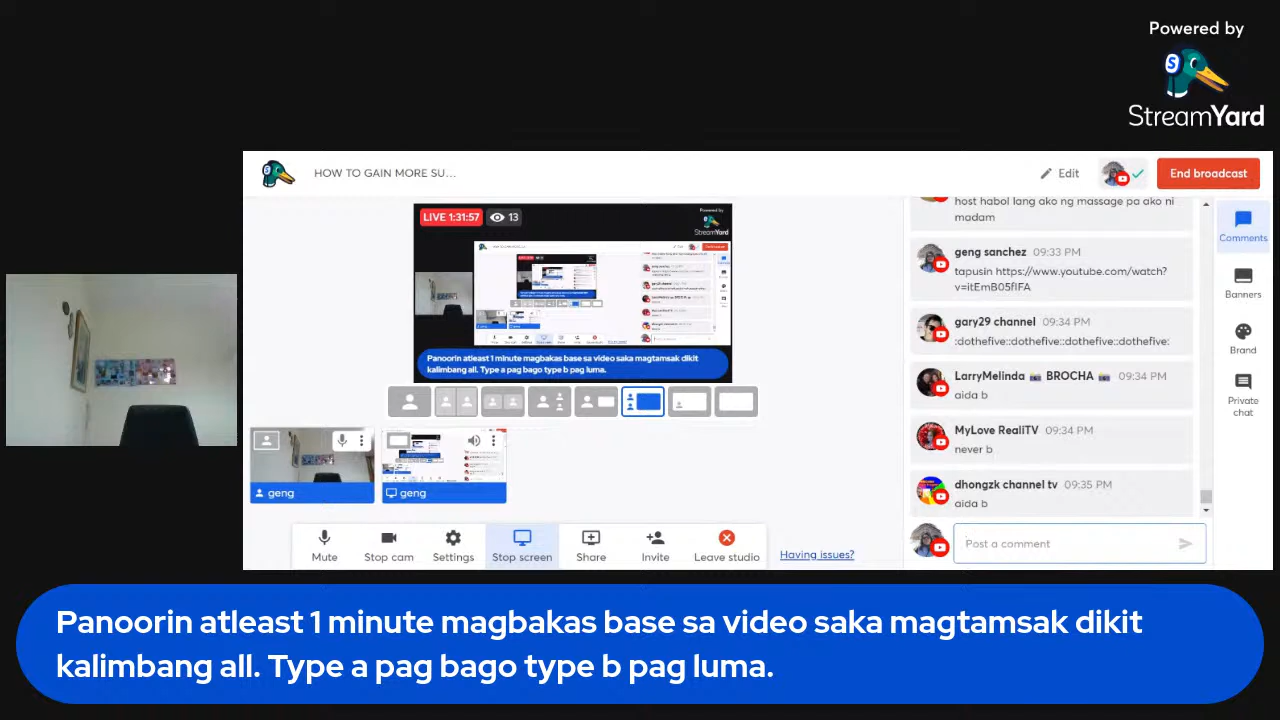 Powered by
StreamYard
HOW TO GAIN MORE SU...
Edit
End broadcast
LIVE 1:31:57
13
Powered by
StreamYard
Panoorin atleast 1 minute magbakas base sa video saka magtamsak dikit
kalimbang all. Type a pag bago type b pag luma.
geng
geng
Mute
Stop cam
Settings
Stop screen
Share
Invite
Leave studio
Having issues?
host habol lang ako ng massage pa ako ni
madam
geng sanchez 09:33 PM
tapusin https://www.youtube.com/watch?
v=itEmB05fIFA
gary29 channel 09:34 PM
:dothefive::dothefive::dothefive::dothefive:
LarryMelinda 📷 BROCHA 📷 09:34 PM
aida b
MyLove RealiTV 09:34 PM
never b
dhongzk channel tv 09:35 PM
aida b
Post a comment
Comments
Banners
Brand
Private
chat
Panoorin atleast 1 minute magbakas base sa video saka magtamsak dikit
kalimbang all. Type a pag bago type b pag luma.